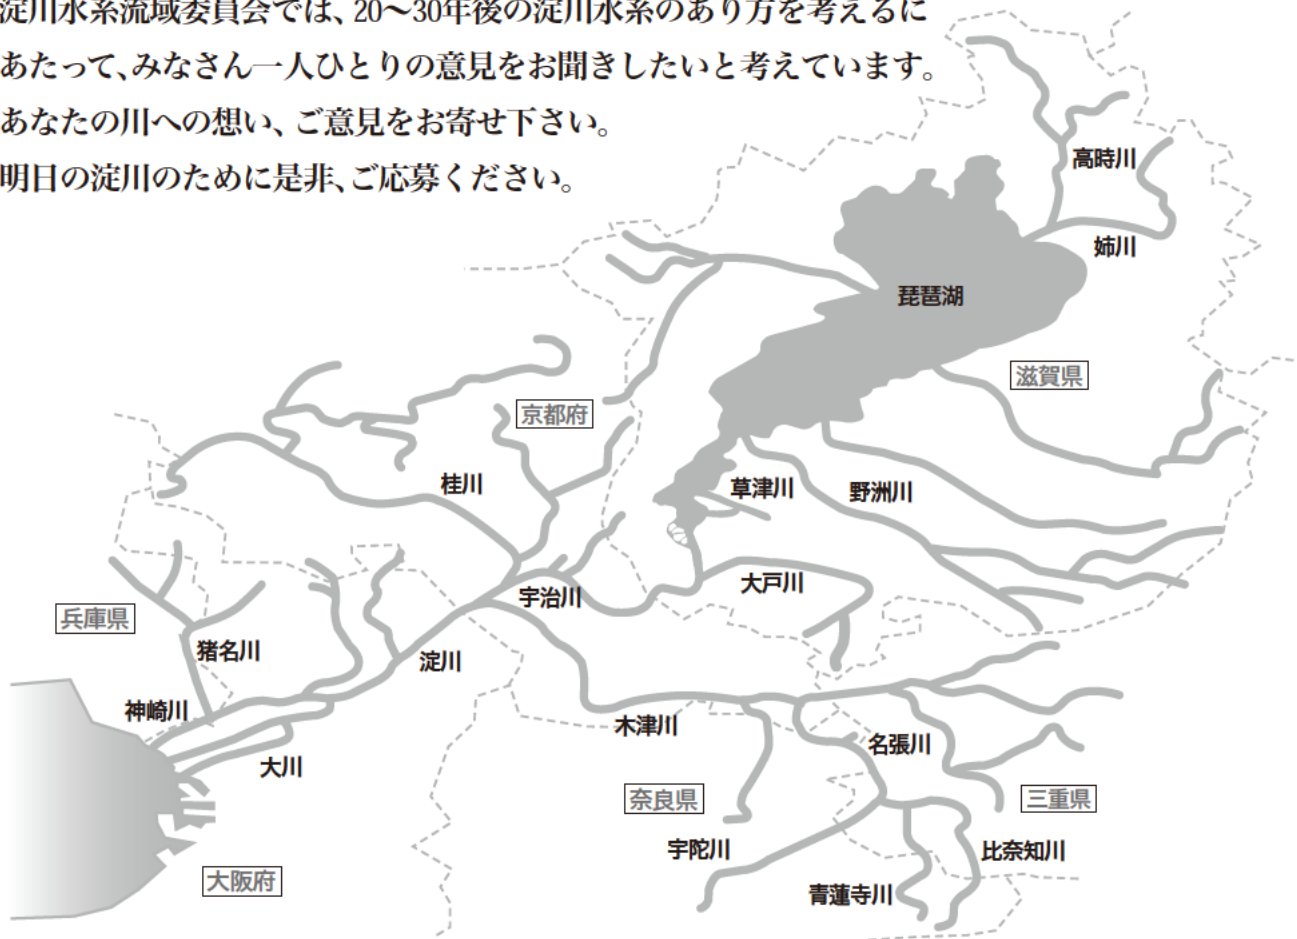 淀川水系流域委員会では、20〜30年後の淀川水系のあり方を考えるに
あたって、みなさん一人ひとりの意見をお聞きしたいと考えています。
あなたの川への想い、ご意見をお寄せ下さい。
明日の淀川のために是非、ご応募ください。
高時川
姉川
琵琶湖
滋賀県
京都府
桂川
草津川
野洲川
大戸川
宇治川
兵庫県
猪名川
淀川
神崎川
木津川
名張川
大川
奈良県
三重県
宇陀川
比奈知川
大阪府
青蓮寺川